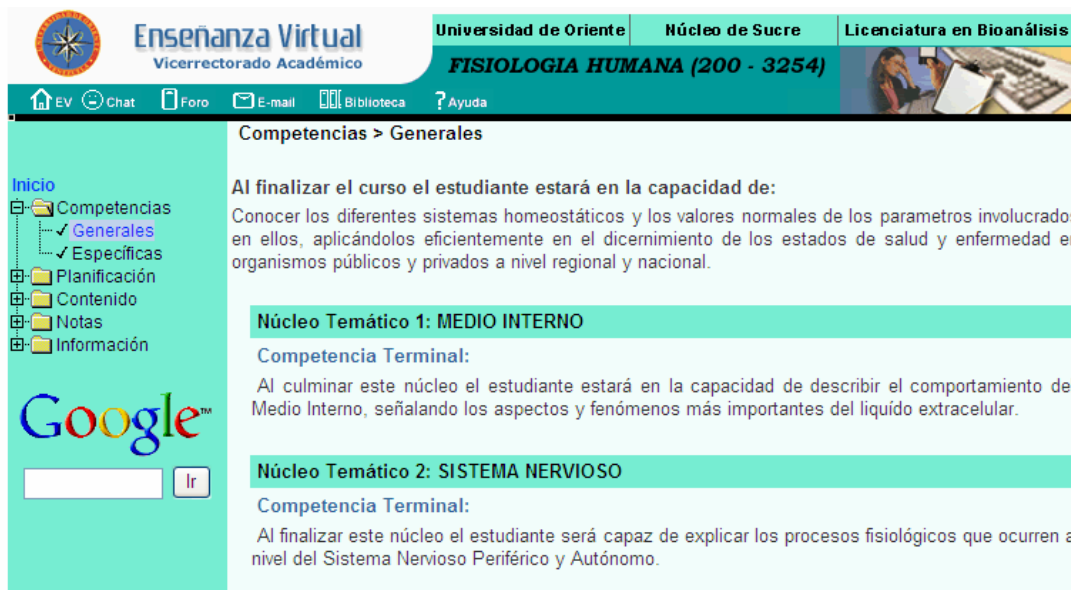 Enseñanza Virtual
Vicerrectorado Académico
Universidad de Oriente
Núcleo de Sucre
Licenciatura en Bioanálisis
FISIOLOGIA HUMANA (200 - 3254)
EV Chat Foro E-mail Biblioteca ? Ayuda
Competencias > Generales
Inicio
Competencias
Generales
Específicas
Planificación
Contenido
Notas
Información
Google™
Ir
Al finalizar el curso el estudiante estará en la capacidad de:
Conocer los diferentes sistemas homeostáticos y los valores normales de los parametros involucrados
en ellos, aplicándolos eficientemente en el dicernimiento de los estados de salud y enfermedad en
organismos públicos y privados a nivel regional y nacional.
Núcleo Temático 1: MEDIO INTERNO
Competencia Terminal:
Al culminar este núcleo el estudiante estará en la capacidad de describir el comportamiento de
Medio Interno, señalando los aspectos y fenómenos más importantes del liquído extracelular.
Núcleo Temático 2: SISTEMA NERVIOSO
Competencia Terminal:
Al finalizar este núcleo el estudiante será capaz de explicar los procesos fisiológicos que ocurren a
nivel del Sistema Nervioso Periférico y Autónomo.